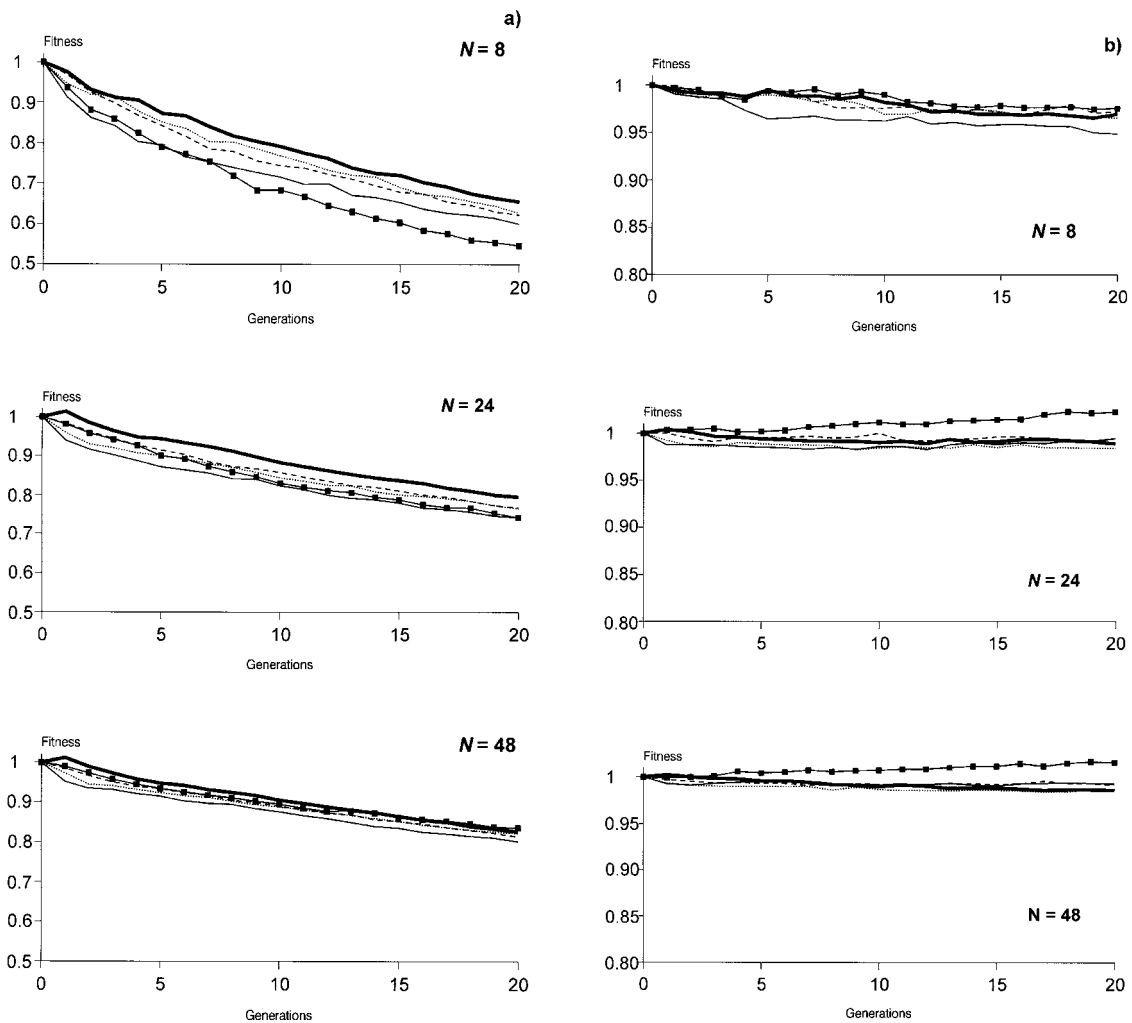 a)
Fitness
N = 8
1
0.9
0.8
0.7
0.6
0.5
0 5 10 15 20
Generations
b)
Fitness
1
0.95
0.90
0.85
0.80
N = 8
0 5 10 15 20
Generations
Fitness
N = 24
1
0.9
0.8
0.7
0.6
0.5
0 5 10 15 20
Generations
Fitness
1
0.95
0.90
0.85
0.80
N = 24
0 5 10 15 20
Generations
Fitness
N = 48
1
0.9
0.8
0.7
0.6
0.5
0 5 10 15 20
Generations
Fitness
1
0.95
0.90
0.85
0.80
N = 48
0 5 10 15 20
Generations